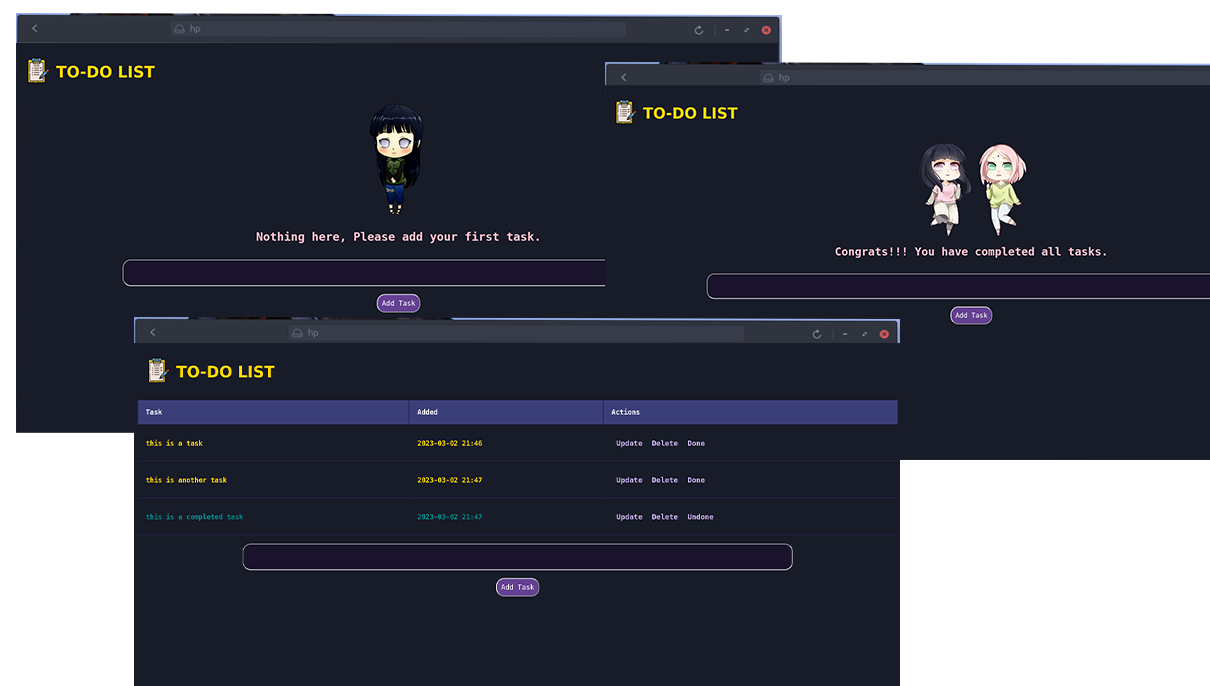 hp
TO-DO LIST
Nothing here, Please add your first task.
Add Task
hp
TO-DO LIST
Congrats!!! You have completed all tasks.
Add Task
hp
TO-DO LIST
Task Added Actions
this is a task 2023-03-02 21:46 Update Delete Done
this is another task 2023-03-02 21:47 Update Delete Done
this is a completed task 2023-03-02 21:47 Update Delete Undone
Add Task